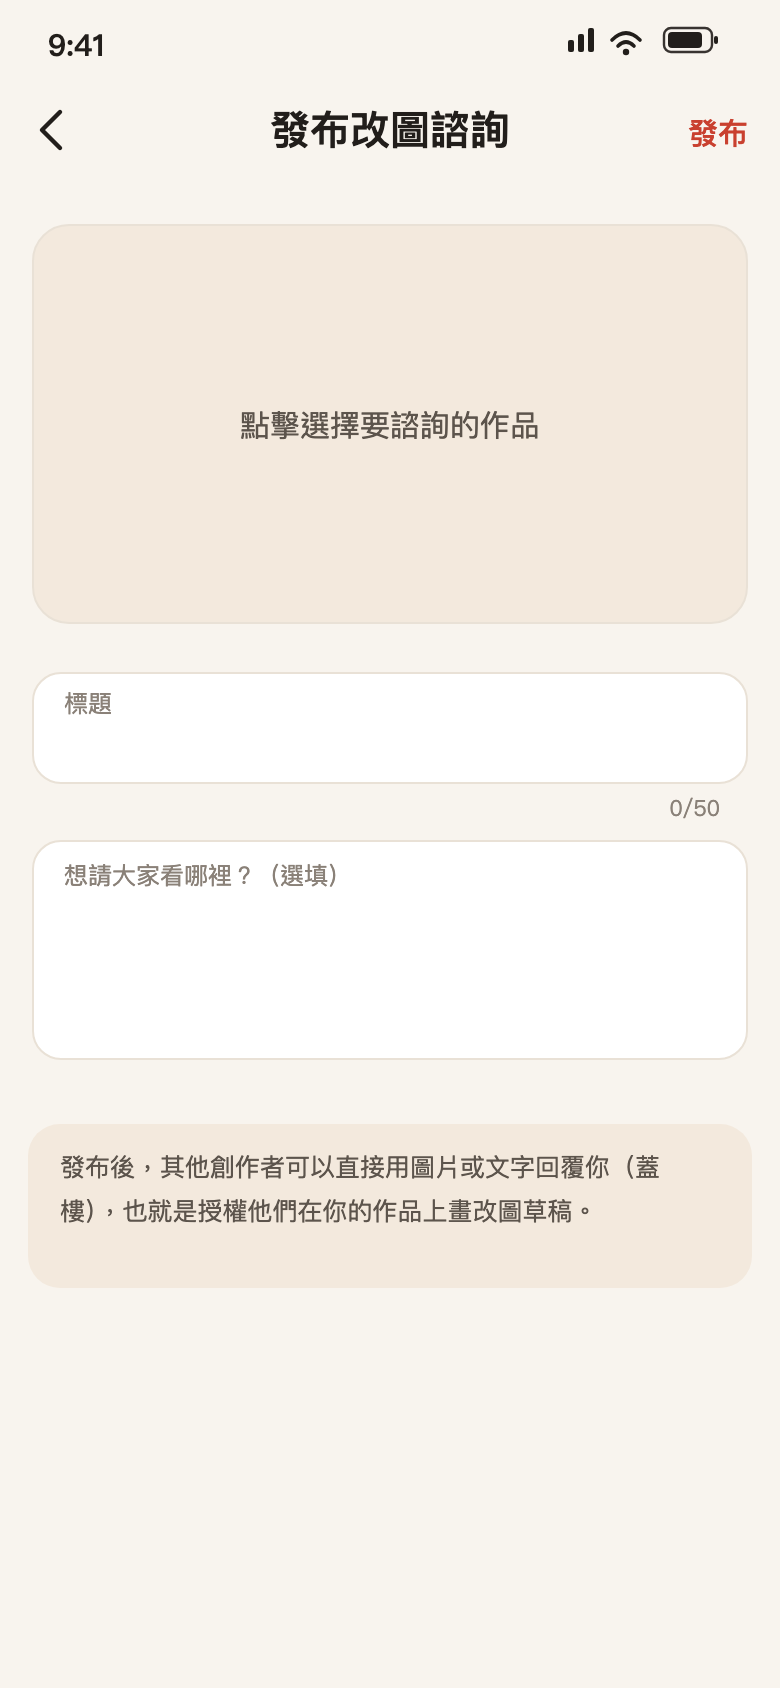 9:41
發布改圖諮詢
發布
點擊選擇要諮詢的作品
標題
0/50
想請大家看哪裡？（選填）
發布後，其他創作者可以直接用圖片或文字回覆你（蓋
樓），也就是授權他們在你的作品上畫改圖草稿。